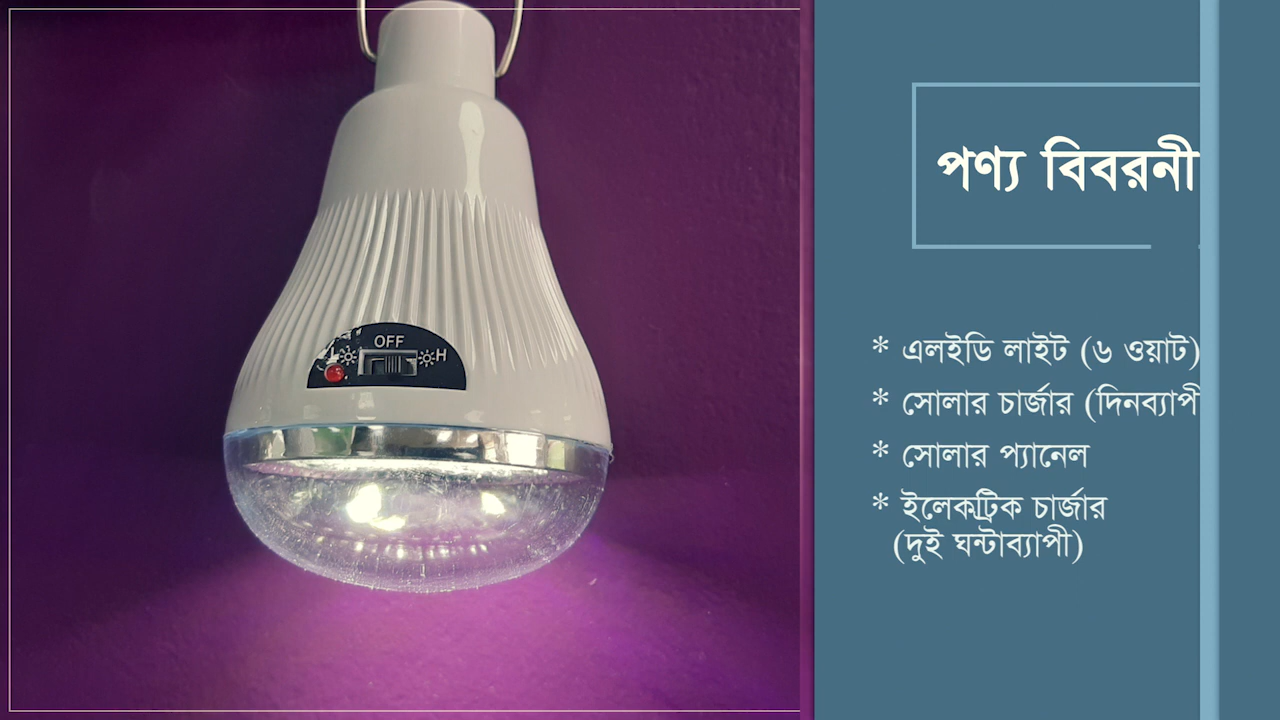 OFF
L
H
পণ্য বিবরনী
* এলইডি লাইট (৬ ওয়াট)
* সোলার চার্জার (দিনব্যাপী
* সোলার প্যানেল
* ইলেকট্রিক চার্জার
(দুই ঘন্টাব্যাপী)